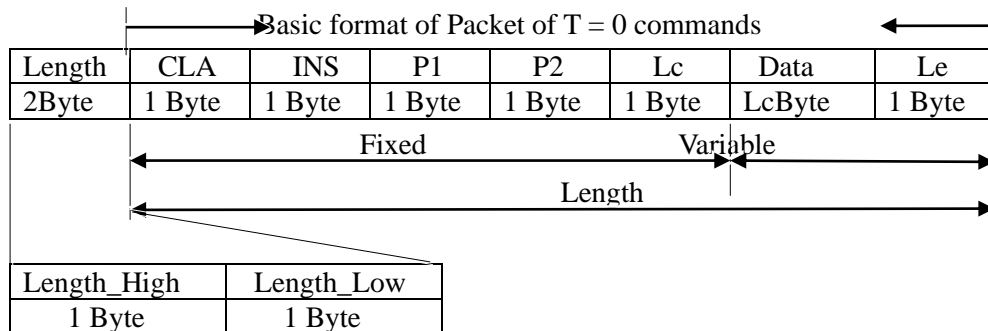 Basic format of Packet of T = 0 commands
Length CLA INS P1 P2 Lc Data Le
2Byte 1 Byte 1 Byte 1 Byte 1 Byte 1 Byte LcByte 1 Byte
Fixed Variable
Length
Length_High Length_Low
1 Byte 1 Byte